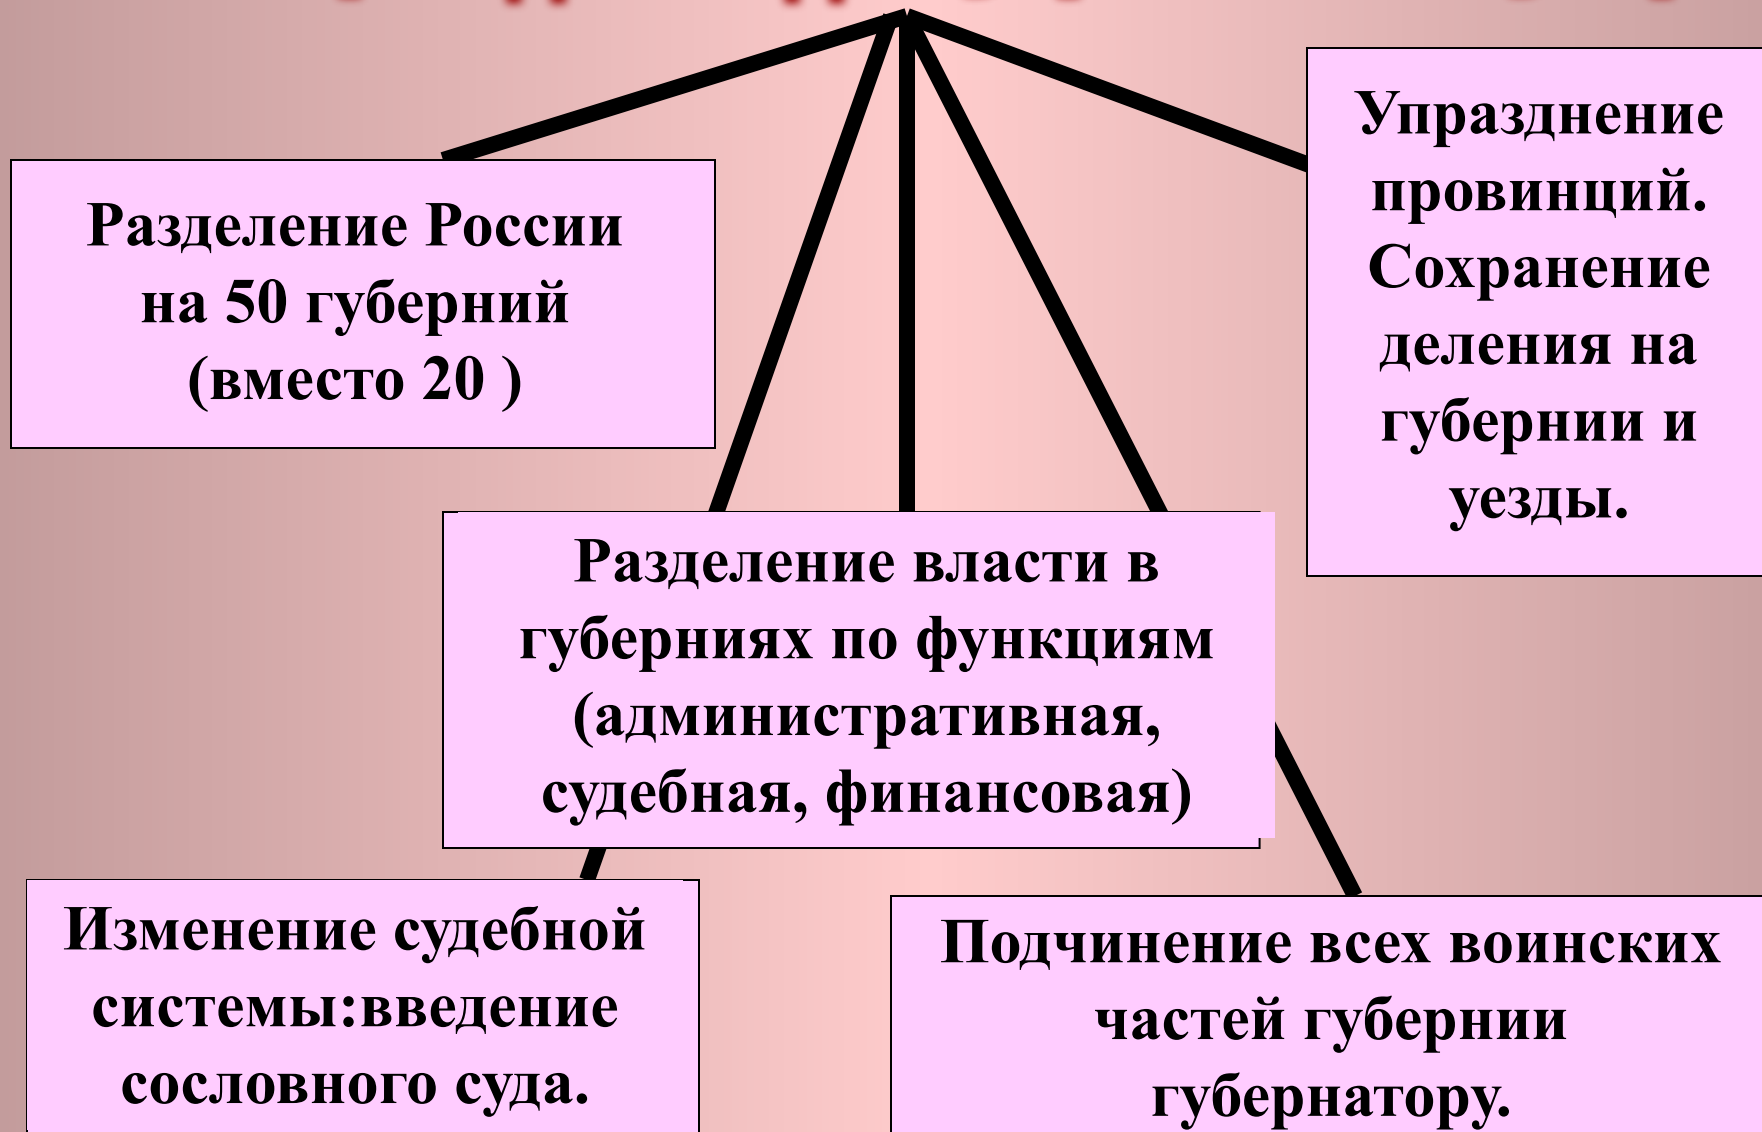 Разделение России
на 50 губерний
(вместо 20 )
Упразднение
провинций.
Сохранение
деления на
губернии и
уезды.
Разделение власти в
губерниях по функциям
(административная,
судебная, финансовая)
Изменение судебной
системы:введение
сословного суда.
Подчинение всех воинских
частей губернии
губернатору.